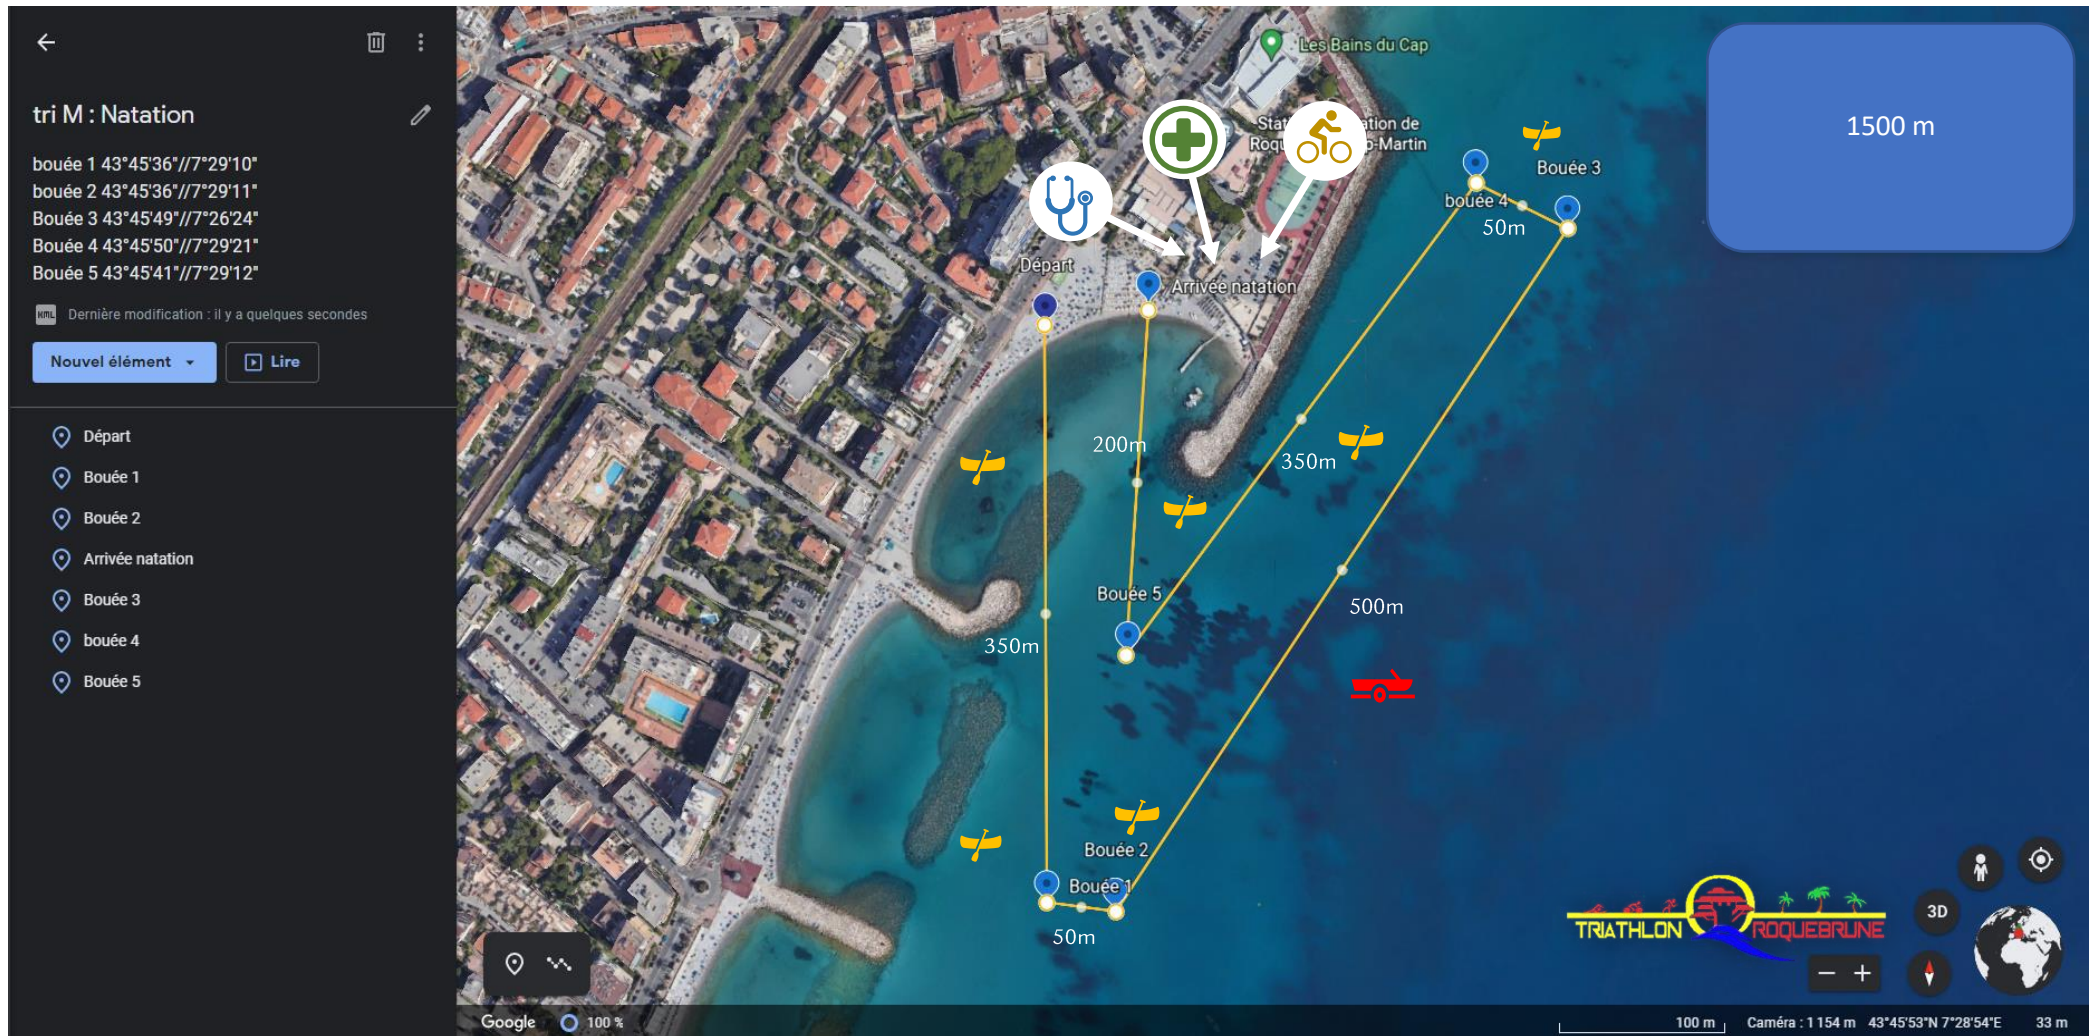 tri M : Natation
bouée 1 43°45'36"//7°29'10"
bouée 2 43°45'36"//7°29'11"
Bouée 3 43°45'49"//7°26'24"
Bouée 4 43°45'50"//7°29'21"
Bouée 5 43°45'41"//7°29'12"
KML
Dernière modification : il y a quelques secondes
Nouvel élément
Lire
Départ
Bouée 1
Bouée 2
Arrivée natation
Bouée 3
bouée 4
Bouée 5
Les Bains du Cap
1500 m
ation de
-Martin
Bouée 3
bouée 4
50m
Départ
Arrivée natation
200m
350m
Bouée 5
500m
350m
Bouée 2
Bouée 1
50m
TRIATHLON ROQUEBRUNE
3D
Google
100 %
100 m
Caméra : 1 154 m
43°45'53"N 7°28'54"E
33 m